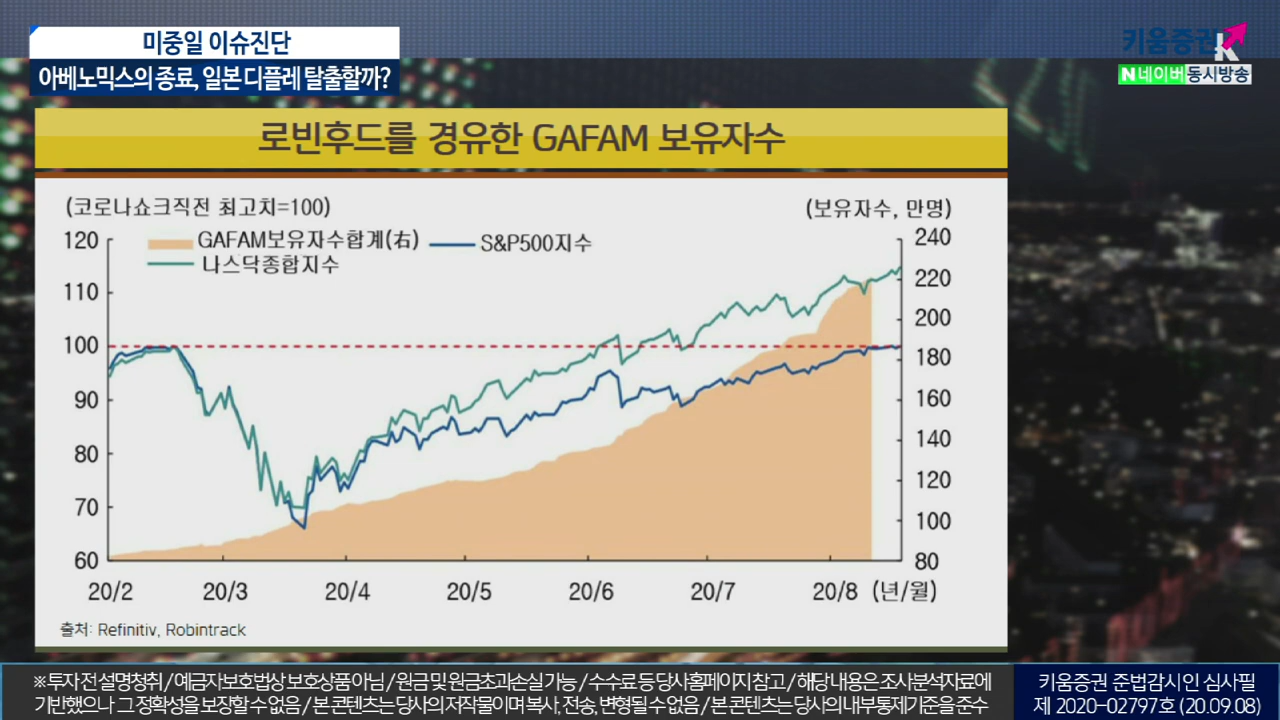 미중일 이슈진단
아베노믹스의 종료, 일본 디플레 탈출할까?
키움증권
N 네이버 동시방송
로빈후드를 경유한 GAFAM 보유자수
(코로나쇼크직전 최고치=100)
(보유자수, 만명)
GAFAM보유자수합계(右)
S&P500지수
나스닥종합지수
120
110
100
90
80
70
60
240
220
200
180
160
140
120
100
80
20/2 20/3 20/4 20/5 20/6 20/7 20/8 (년/월)
출처: Refinitiv, Robintrack
※투자 전 설명청취 / 예금자보호법상 보호상품 아님 / 원금 및 원금초과손실 가능 / 수수료 등 당사홈페이지 참고 / 해당 내용은 조사분석자료에
기반했으나 그 정확성을 보장할 수 없음 / 본 콘텐츠는 당사의 저작물이며 복사, 전송, 변형될 수 없음 / 본 콘텐츠는 당사의 내부통제기준을 준수
키움증권 준법감시인 심사필
제 2020-02797호 (20.09.08)